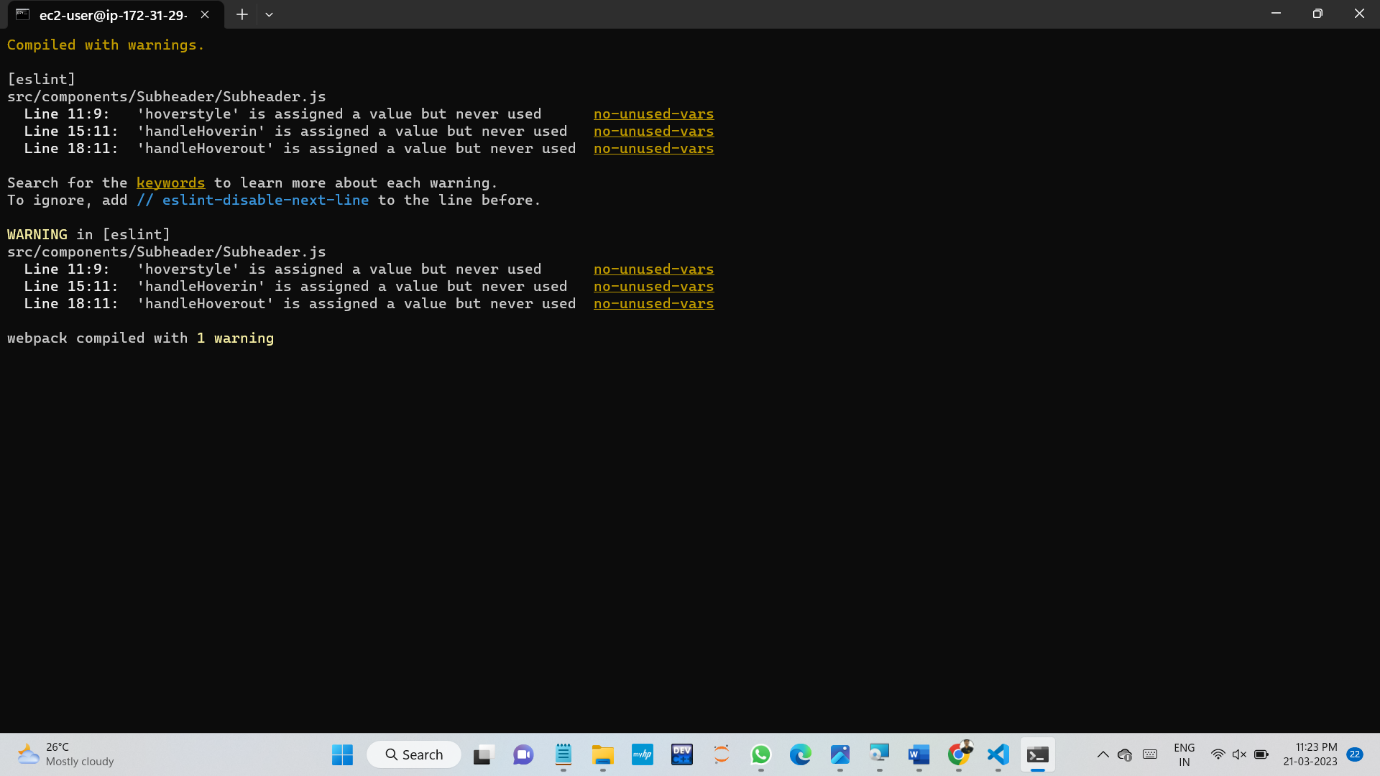 ec2-user@ip-172-31-29-
Compiled with warnings.
[eslint]
src/components/Subheader/Subheader.js
Line 11:9: 'hoverstyle' is assigned a value but never used no-unused-vars
Line 15:11: 'handleHoverin' is assigned a value but never used no-unused-vars
Line 18:11: 'handleHoverout' is assigned a value but never used no-unused-vars
Search for the keywords to learn more about each warning.
To ignore, add // eslint-disable-next-line to the line before.
WARNING in [eslint]
src/components/Subheader/Subheader.js
Line 11:9: 'hoverstyle' is assigned a value but never used no-unused-vars
Line 15:11: 'handleHoverin' is assigned a value but never used no-unused-vars
Line 18:11: 'handleHoverout' is assigned a value but never used no-unused-vars
webpack compiled with 1 warning
26°C
Mostly cloudy
Search
myhp
DEV
ENG
IN
11:23 PM
21-03-2023
22